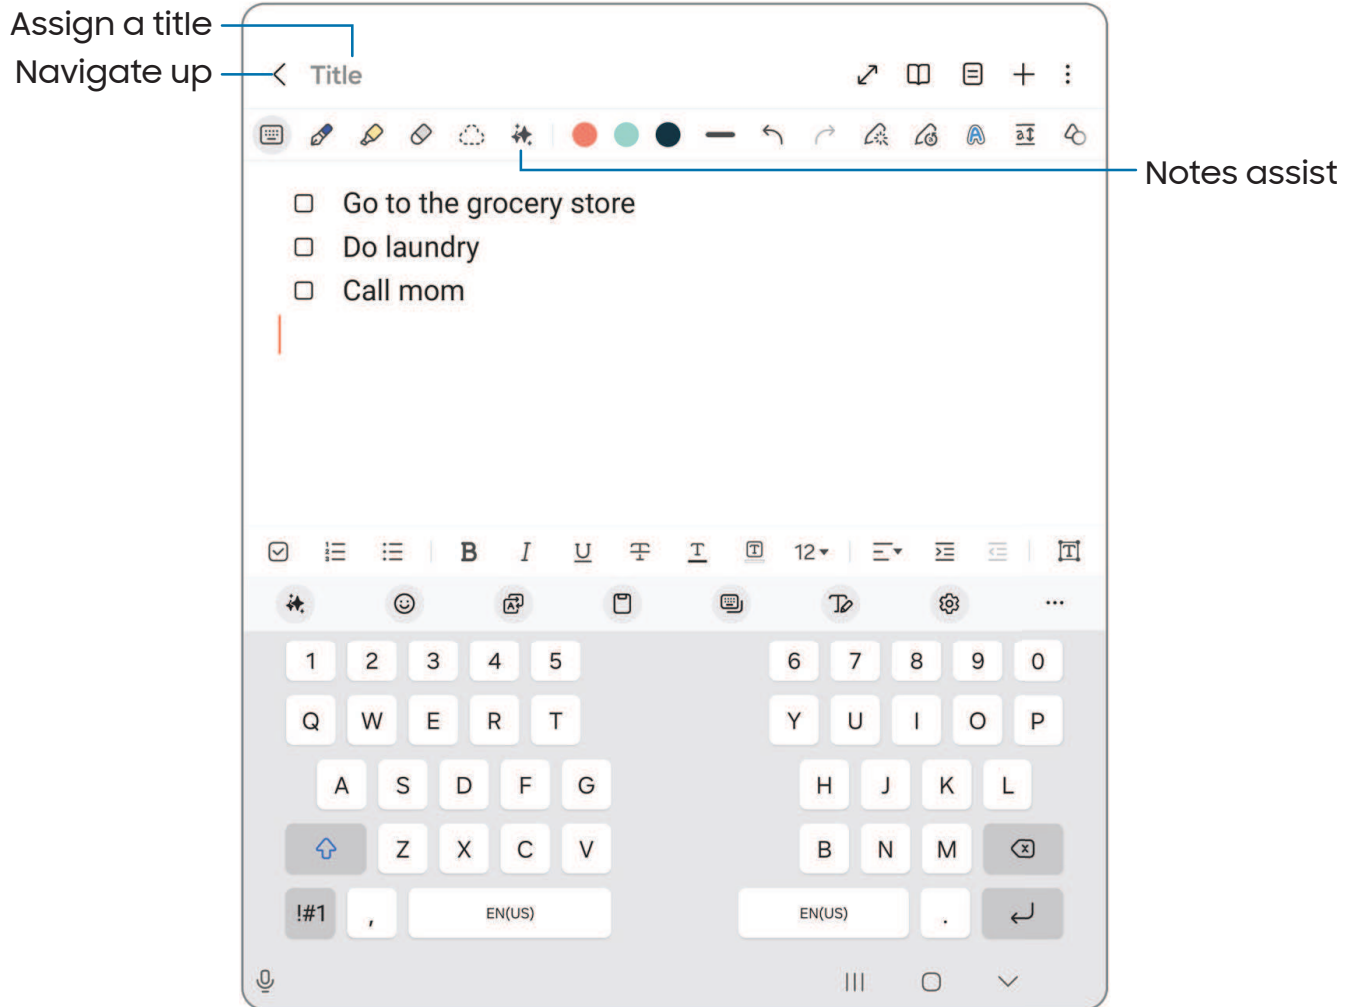 Assign a title
Navigate up
Title
Notes assist
Go to the grocery store
Do laundry
Call mom
B I U T T T 12 T
1 2 3 4 5 6 7 8 9 0
Q W E R T Y U I O P
A S D F G H J K L
Z X C V B N M
!#1 , EN(US) EN(US) .